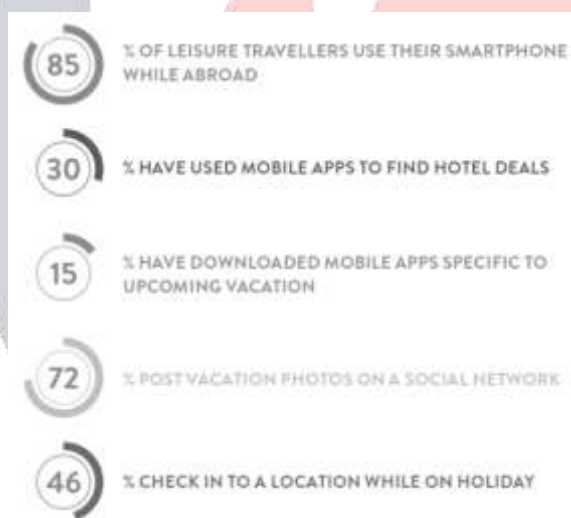 85 % OF LEISURE TRAVELLERS USE THEIR SMARTPHONE
WHILE ABROAD
30 % HAVE USED MOBILE APPS TO FIND HOTEL DEALS
15 % HAVE DOWNLOADED MOBILE APPS SPECIFIC TO
UPCOMING VACATION
72 % POST VACATION PHOTOS ON A SOCIAL NETWORK
46 % CHECK IN TO A LOCATION WHILE ON HOLIDAY